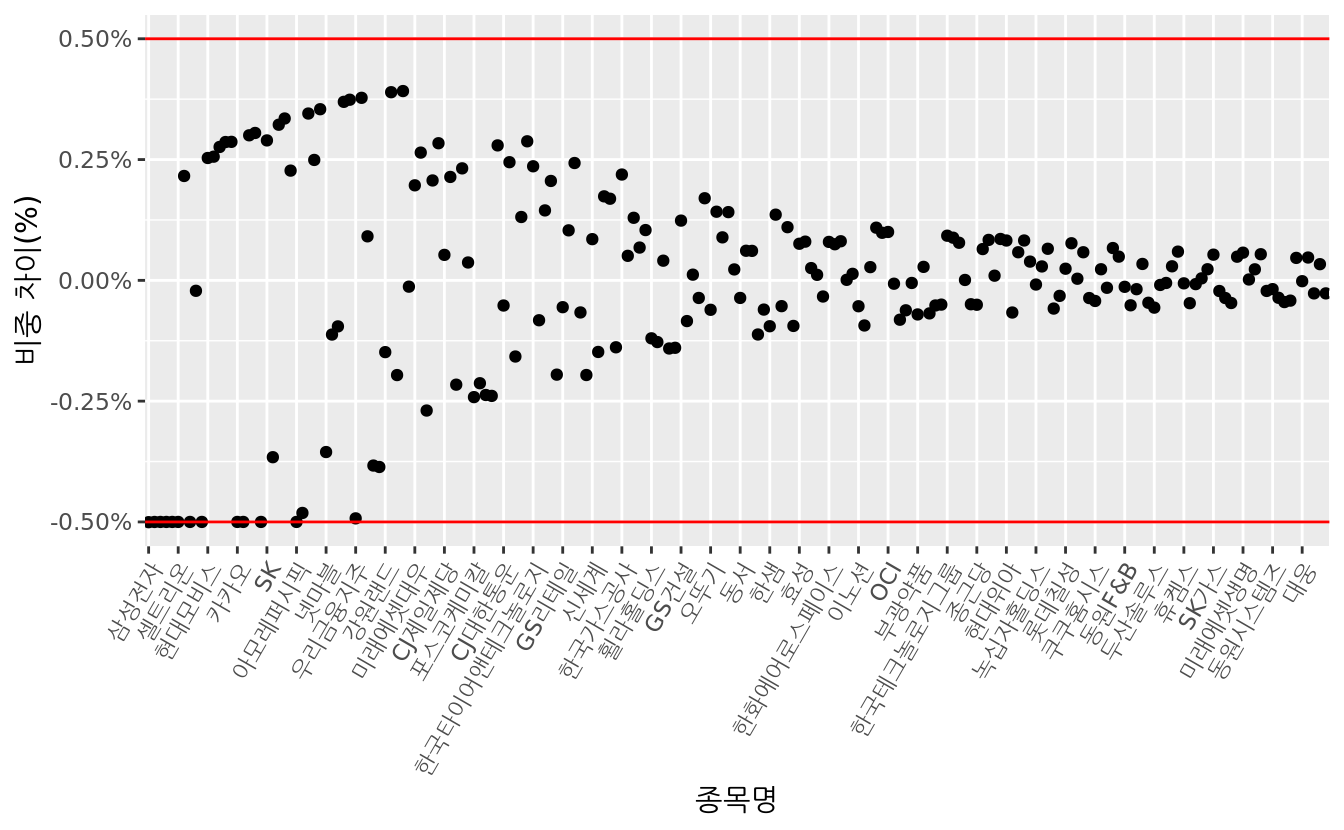 0.50%
0.25%
0.00%
-0.25%
-0.50%
비중 차이(%)
삼성전자
셀트리온
현대모비스
카카오
SK
아모레퍼시픽
넷마블
우리금융지주
강원랜드
미래에셋대우
CJ제일제당
포스코케미칼
CJ대한통운
한국타이어앤테크놀로지
GS리테일
신세계
한국가스공사
휠라홀딩스
GS건설
오뚜기
동서
한샘
효성
한화에어로스페이스
이노션
OCI
부광약품
한국테크놀로지그룹
종근당
현대위아
녹십자홀딩스
롯데칠성
쿠쿠홈시스
동원F&B
두산솔루스
휴켐스
SK가스
미래에셋생명
동원시스템즈
대웅
종목명